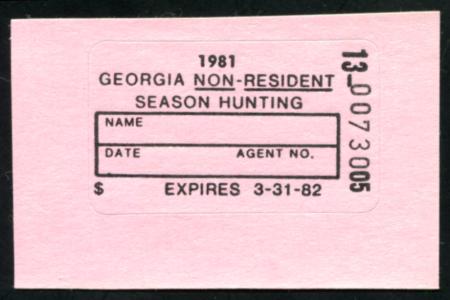 1981
GEORGIA NON-RESIDENT
SEASON HUNTING
NAME
DATE AGENT NO.
$ EXPIRES 3-31-82
13-0073005